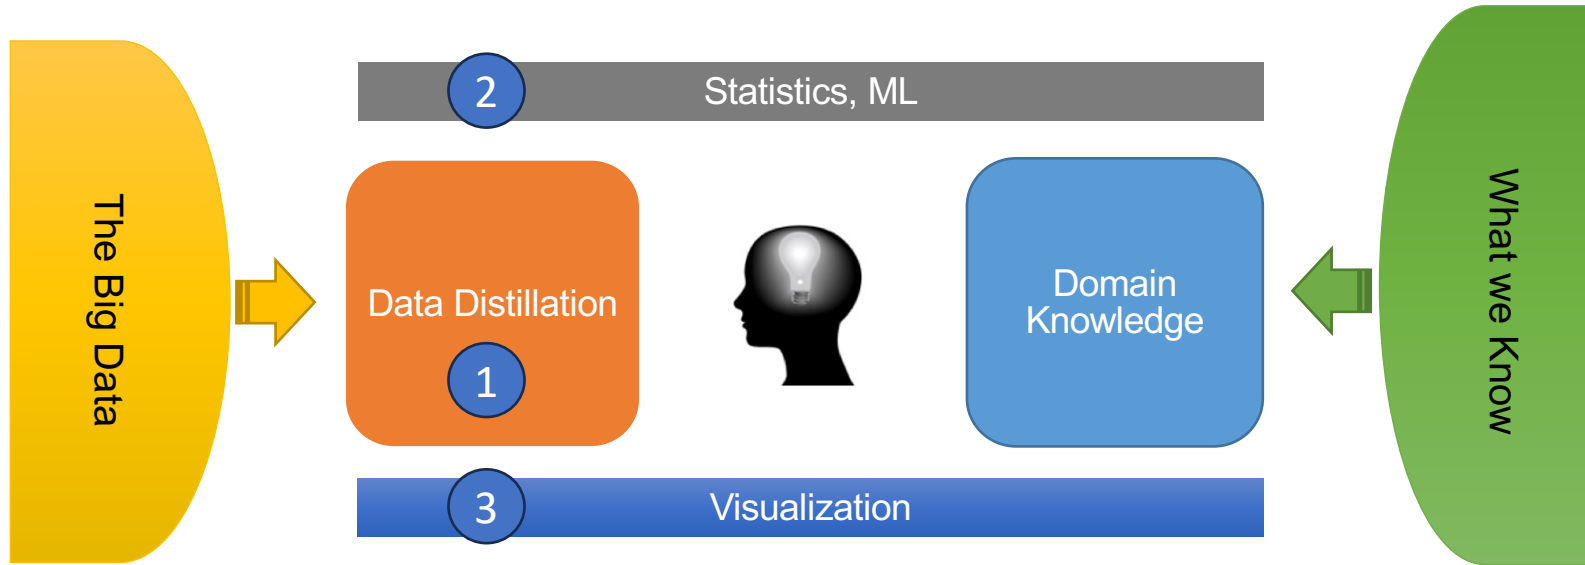 The Big Data
2
Statistics, ML
Data Distillation
1
Domain
Knowledge
3
Visualization
What we Know